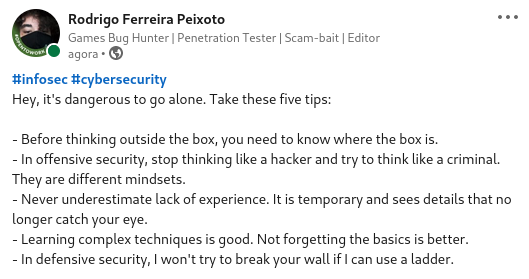 Rodrigo Ferreira Peixoto
Games Bug Hunter | Penetration Tester | Scam-bait | Editor
agora •
#infosec #cybersecurity
Hey, it's dangerous to go alone. Take these five tips:
- Before thinking outside the box, you need to know where the box is.
- In offensive security, stop thinking like a hacker and try to think like a criminal.
They are different mindsets.
- Never underestimate lack of experience. It is temporary and sees details that no
longer catch your eye.
- Learning complex techniques is good. Not forgetting the basics is better.
- In defensive security, I won't try to break your wall if I can use a ladder.